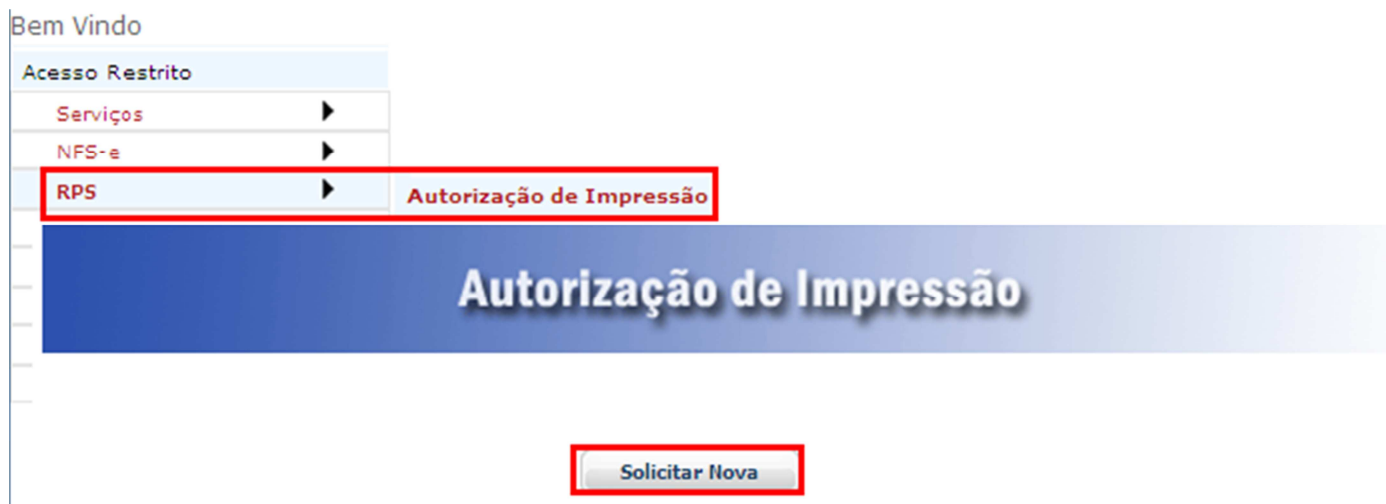 Bem Vindo
Acesso Restrito
Serviços
NFS-e
RPS Autorização de Impressão
Autorização de Impressão
Solicitar Nova